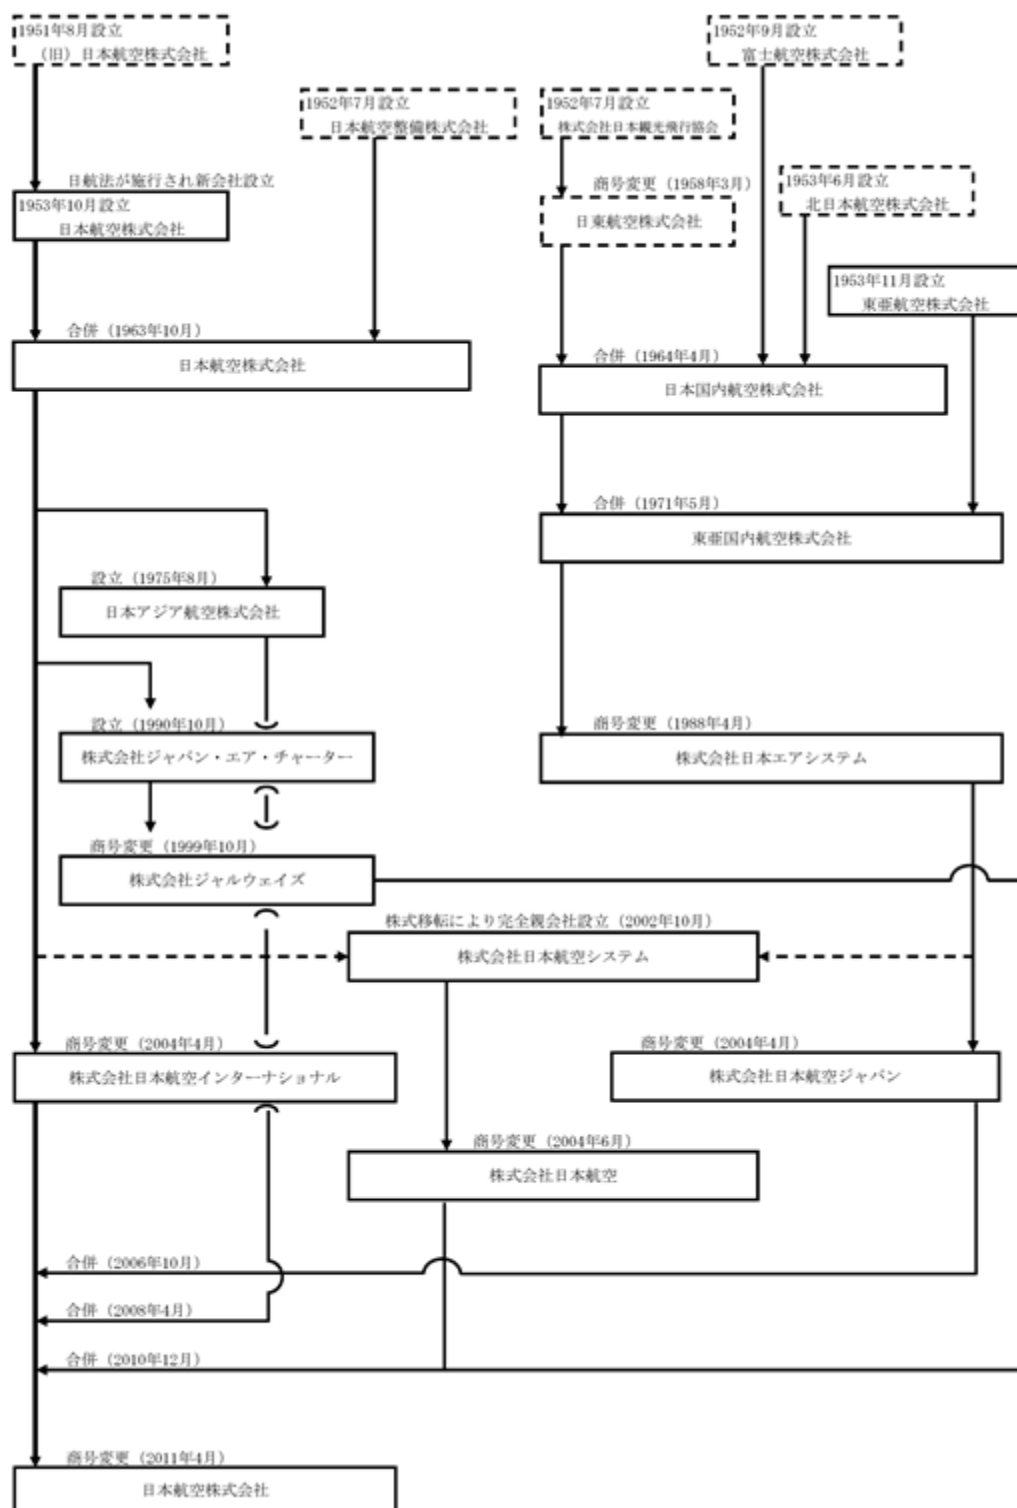 1951年8月設立
（旧）日本航空株式会社
1952年9月設立
富士航空株式会社
1952年7月設立
日本航空整備株式会社
1952年7月設立
株式会社日本観光飛行協会
日航法が施行され新会社設立
1953年10月設立
日本航空株式会社
商号変更（1958年3月）
日東航空株式会社
1953年6月設立
北日本航空株式会社
1953年11月設立
東亜航空株式会社
合併（1963年10月）
日本航空株式会社
合併（1964年4月）
日本国内航空株式会社
合併（1971年5月）
東亜国内航空株式会社
設立（1975年8月）
日本アジア航空株式会社
設立（1990年10月）
株式会社ジャパン・エア・チャーター
商号変更（1988年4月）
株式会社日本エアシステム
商号変更（1999年10月）
株式会社ジャルウェイズ
株式移転により完全親会社設立（2002年10月）
株式会社日本航空システム
商号変更（2004年4月）
株式会社日本航空インターナショナル
商号変更（2004年4月）
株式会社日本航空ジャパン
商号変更（2004年6月）
株式会社日本航空
合併（2006年10月）
合併（2008年4月）
合併（2010年12月）
商号変更（2011年4月）
日本航空株式会社